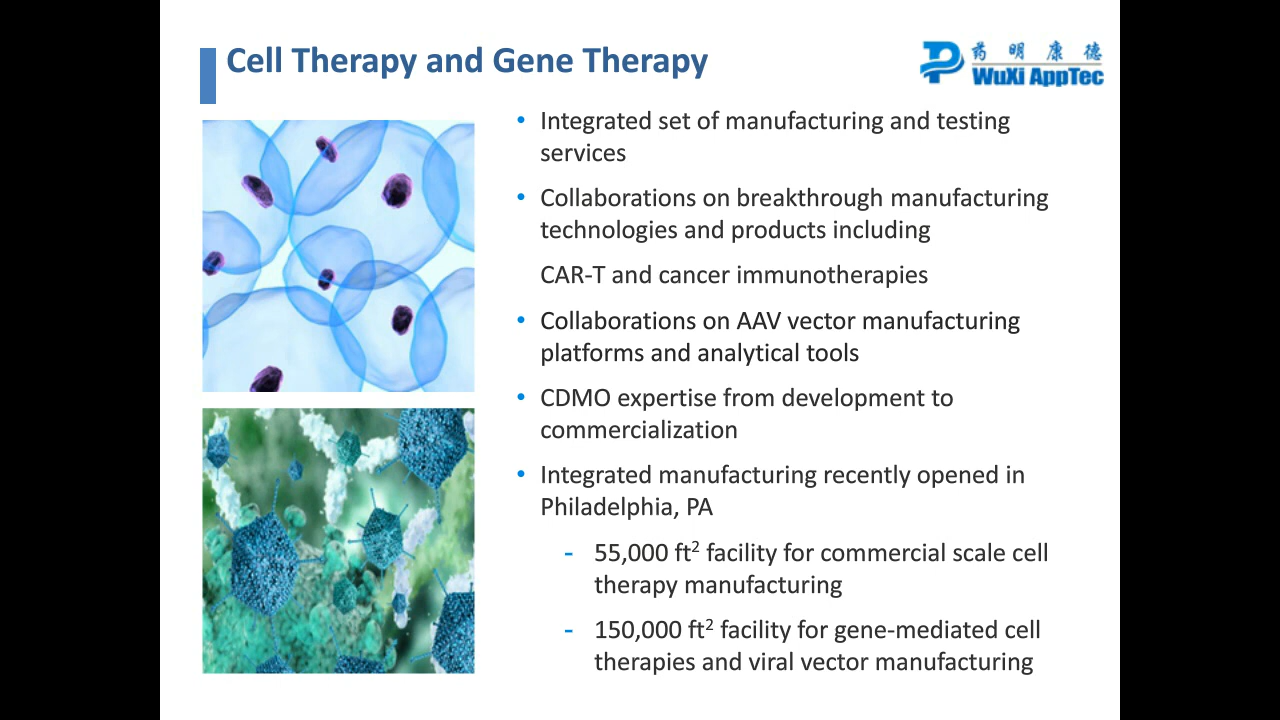 Cell Therapy and Gene Therapy
药 明 康 德
WuXi AppTec
• Integrated set of manufacturing and testing
services
• Collaborations on breakthrough manufacturing
technologies and products including
CAR-T and cancer immunotherapies
• Collaborations on AAV vector manufacturing
platforms and analytical tools
• CDMO expertise from development to
commercialization
• Integrated manufacturing recently opened in
Philadelphia, PA
- 55,000 ft² facility for commercial scale cell
therapy manufacturing
- 150,000 ft² facility for gene-mediated cell
therapies and viral vector manufacturing